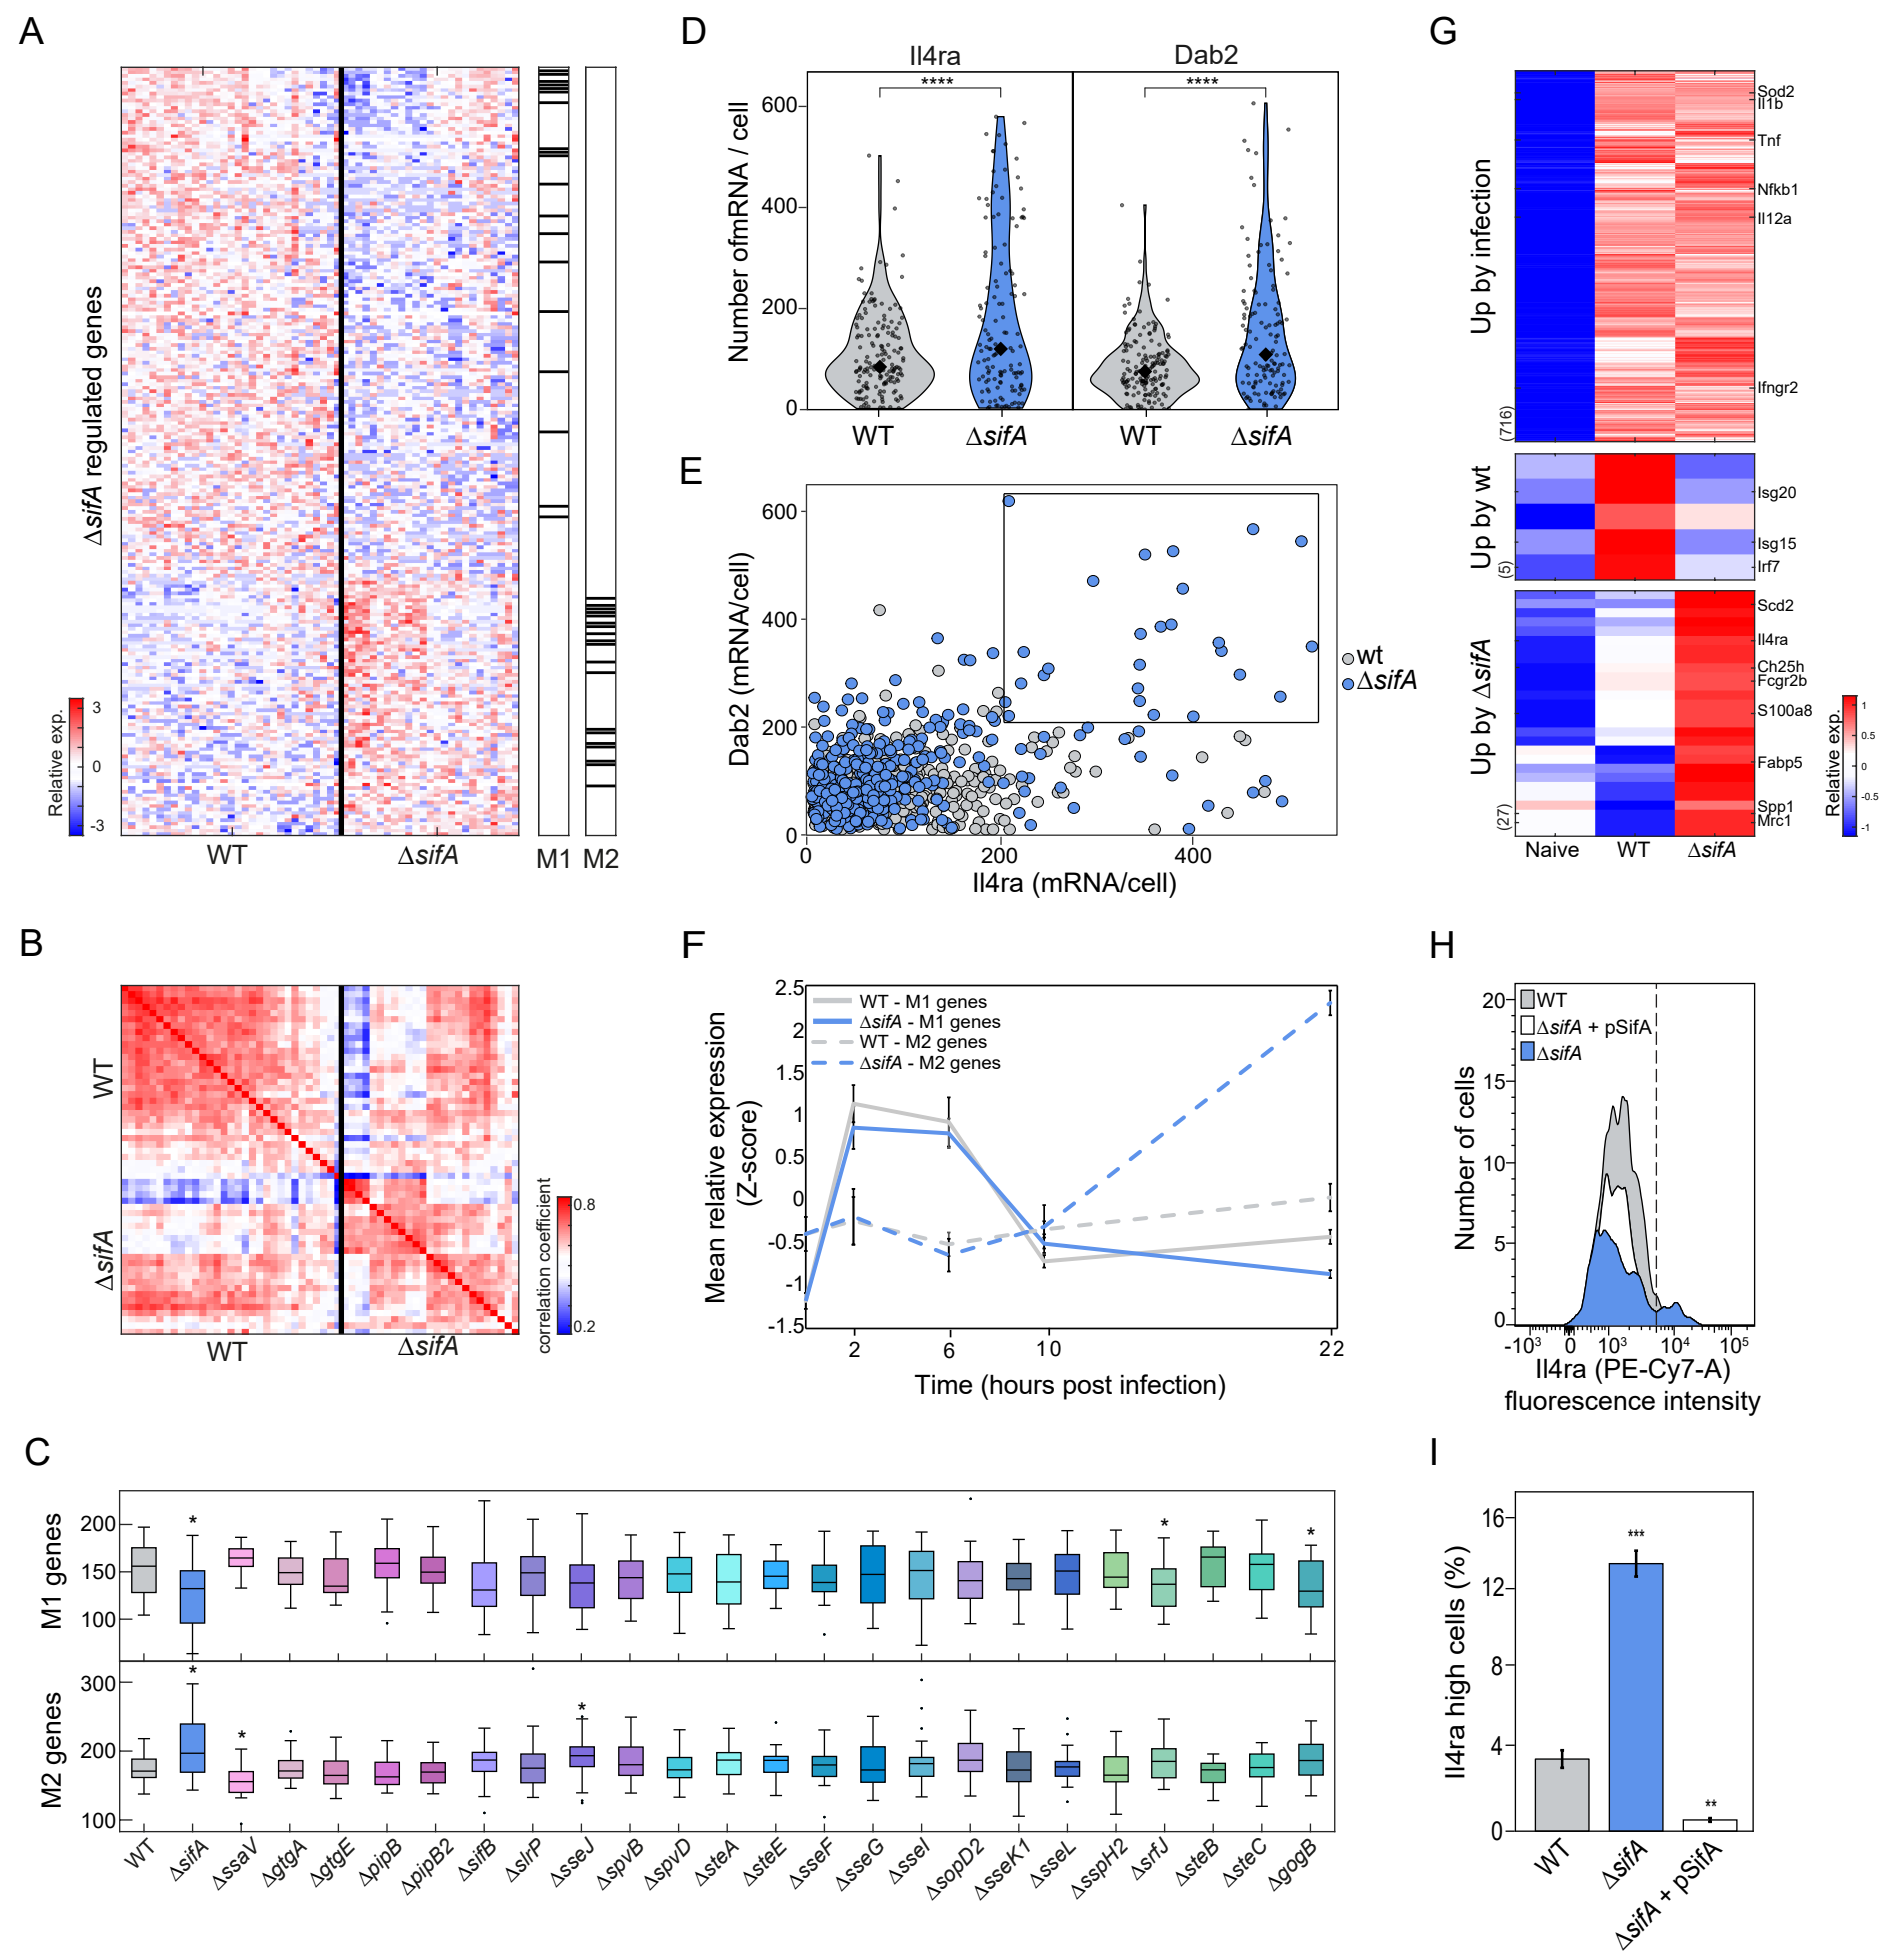 A
ΔsifA regulated genes
Relative exp.
3
0
-3
WT
ΔsifA
M1
M2
B
WT
ΔsifA
WT
ΔsifA
correlation coefficient
0.8
0.2
C
M1 genes
200
150
100
* * *
M2 genes
300
200
100
* * *
WT
ΔsifA
ΔssaV
ΔgtgA
ΔgtgE
ΔpipB
ΔpipB2
ΔsifB
ΔslrP
ΔsseJ
ΔspvB
ΔspvD
ΔsteA
ΔsteE
ΔsseF
ΔsseG
ΔsseI
ΔsopD2
ΔsseK1
ΔsseL
ΔsspH2
ΔsrfJ
ΔsteB
ΔsteC
ΔgogB
D
Il4ra
Dab2
****
****
Number ofmRNA / cell
600
400
200
0
WT
ΔsifA
WT
ΔsifA
E
Dab2 (mRNA/cell)
600
400
200
0
0
200
400
Il4ra (mRNA/cell)
wt
ΔsifA
F
Mean relative expression
(Z-score)
2.5
2
1.5
1
0.5
0
-0.5
-1
-1.5
WT - M1 genes
ΔsifA - M1 genes
WT - M2 genes
ΔsifA - M2 genes
2
6
10
22
Time (hours post infection)
G
Up by infection
(716)
Sod2
Il1b
Tnf
Nfkb1
Il12a
Ifngr2
Up by wt
(5)
Isg20
Isg15
Irf7
Up by ΔsifA
(27)
Scd2
Il4ra
Ch25h
Fcgr2b
S100a8
Fabp5
Spp1
Mrc1
Naive
WT
ΔsifA
Relative exp.
1
0.5
0
-0.5
-1
H
Number of cells
20
15
10
5
0
WT
ΔsifA + pSifA
ΔsifA
-10³
0
10³
10⁴
10⁵
Il4ra (PE-Cy7-A)
fluorescence intensity
I
Il4ra high cells (%)
16
12
8
4
0
***
**
WT
ΔsifA
ΔsifA + pSifA